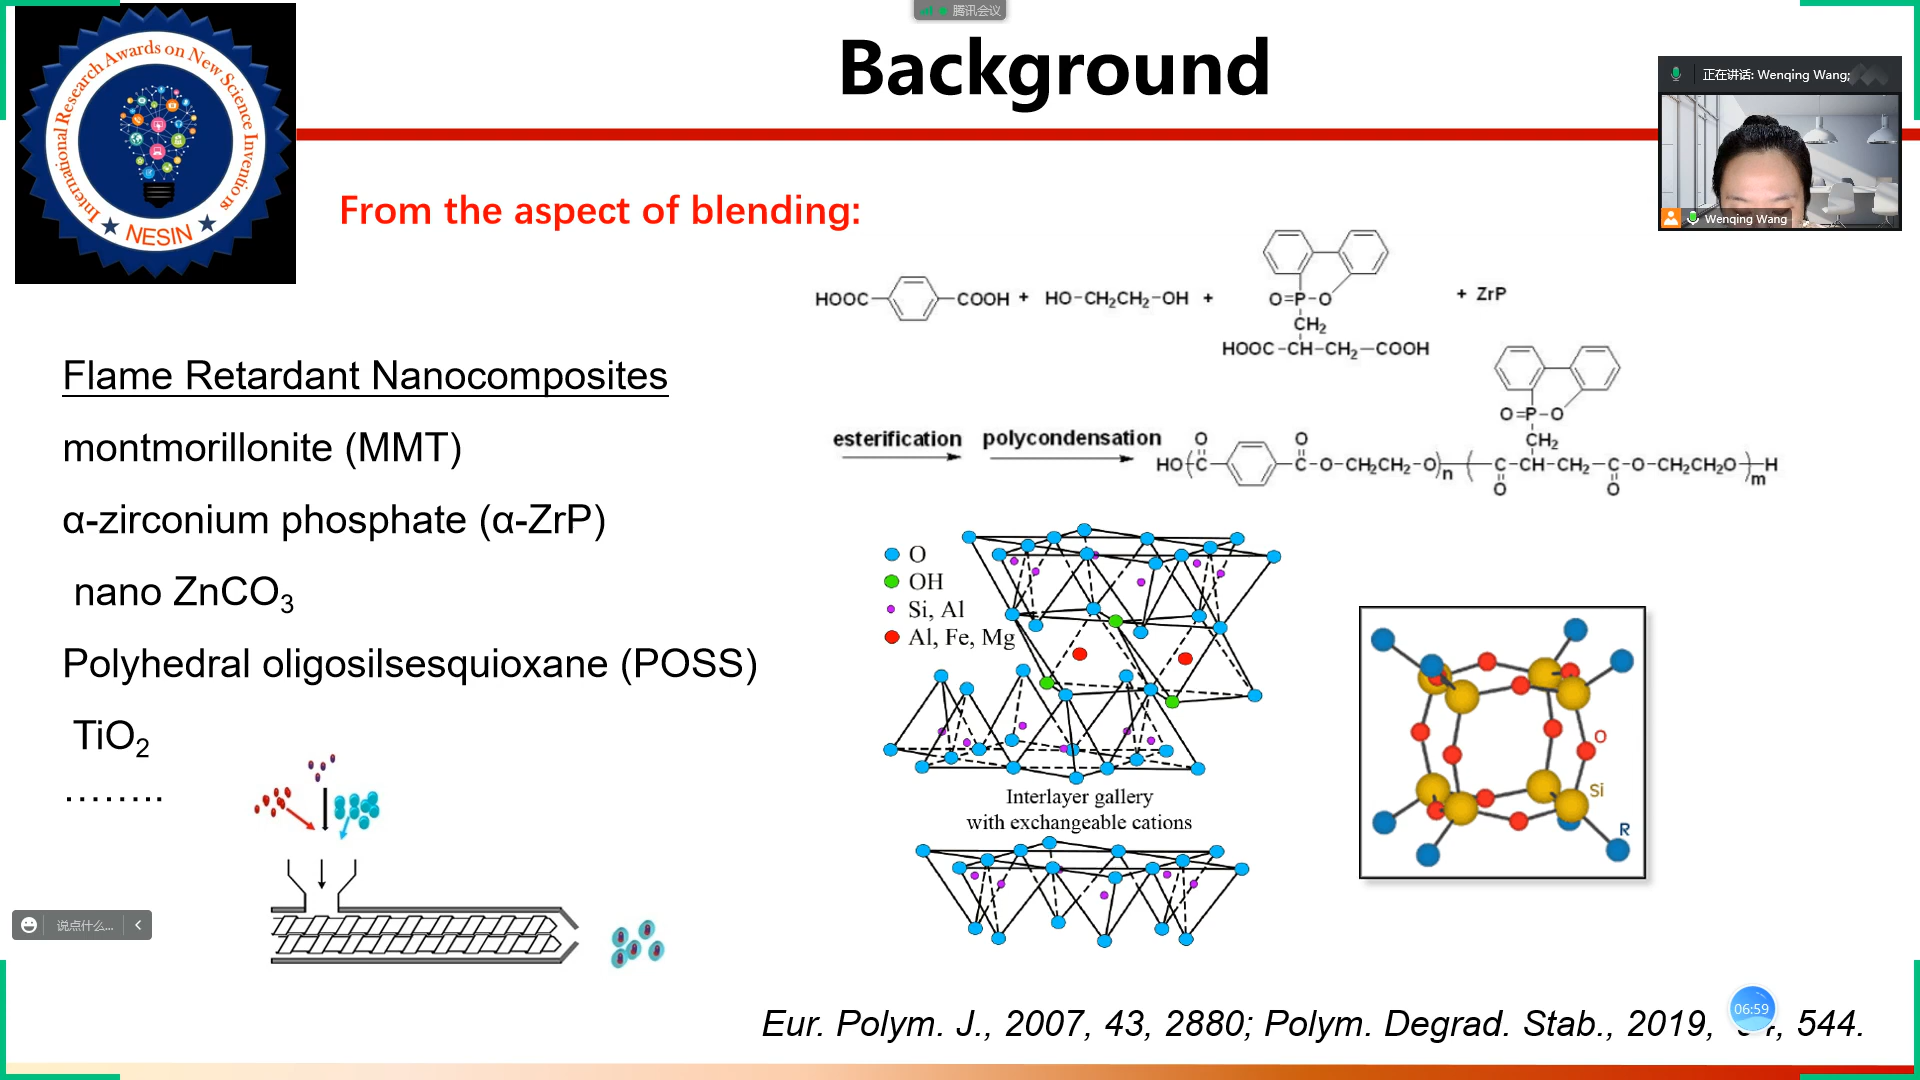 腾讯会议
Background
International Research Awards on New Science Inventions
NESIN
正在讲话: Wenqing Wang;
Wenqing Wang
From the aspect of blending:
HOOC COOH + HO-CH₂CH₂-OH + O=P-O + ZrP
CH₂
HOOC-CH-CH₂-COOH
Flame Retardant Nanocomposites
montmorillonite (MMT)
α-zirconium phosphate (α-ZrP)
nano ZnCO₃
Polyhedral oligosilsesquioxane (POSS)
TiO₂
……..
O=P-O
CH₂
esterification polycondensation
O O
HO(C C-O-CH₂CH₂-O)n ( C-CH-CH₂-C-O-CH₂CH₂O)m H
O O
O
OH
Si, Al
Al, Fe, Mg
Interlayer gallery
with exchangeable cations
O
Si
R
说点什么...
Eur. Polym. J., 2007, 43, 2880; Polym. Degrad. Stab., 2019, , 544.
06:59